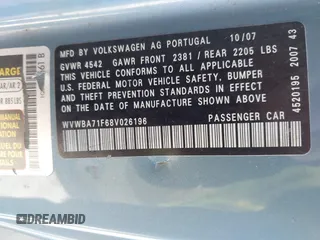 MFD BY VOLKSWAGEN AG PORTUGAL 10/07
GVWR 4542 GAWR FRONT 2381 / REAR 2205 LBS
THIS VEHICLE CONFORMS TO ALL APPLICABLE
U.S. FEDERAL MOTOR VEHICLE SAFETY, BUMPER
AND THEFT PREVENTION STANDARDS IN EFFECT
ON THE DATE OF MANUFACTURE SHOWN ABOVE.
WVWBA71F68V026196 PASSENGER CAR
4520195 2007 43
DREAMBID